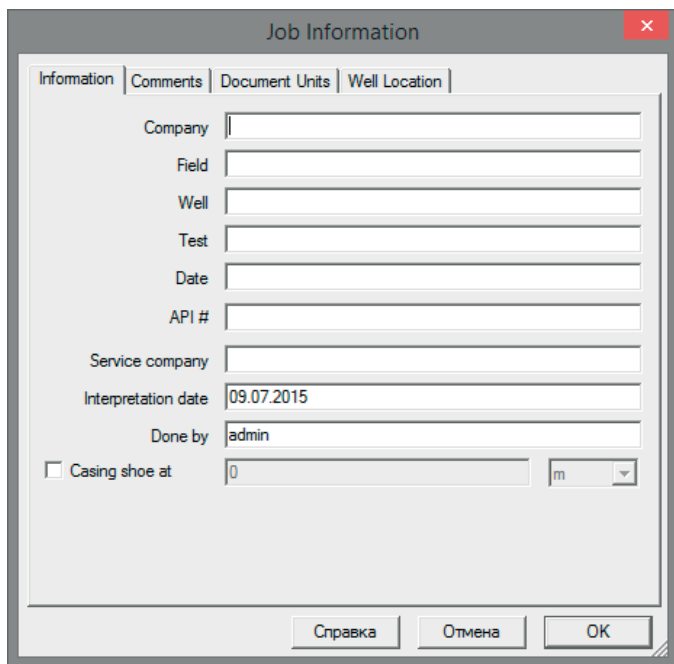 Job Information
Information Comments Document Units Well Location
Company
Field
Well
Test
Date
API #
Service company
Interpretation date 09.07.2015
Done by admin
Casing shoe at 0 m
Справка Отмена OK